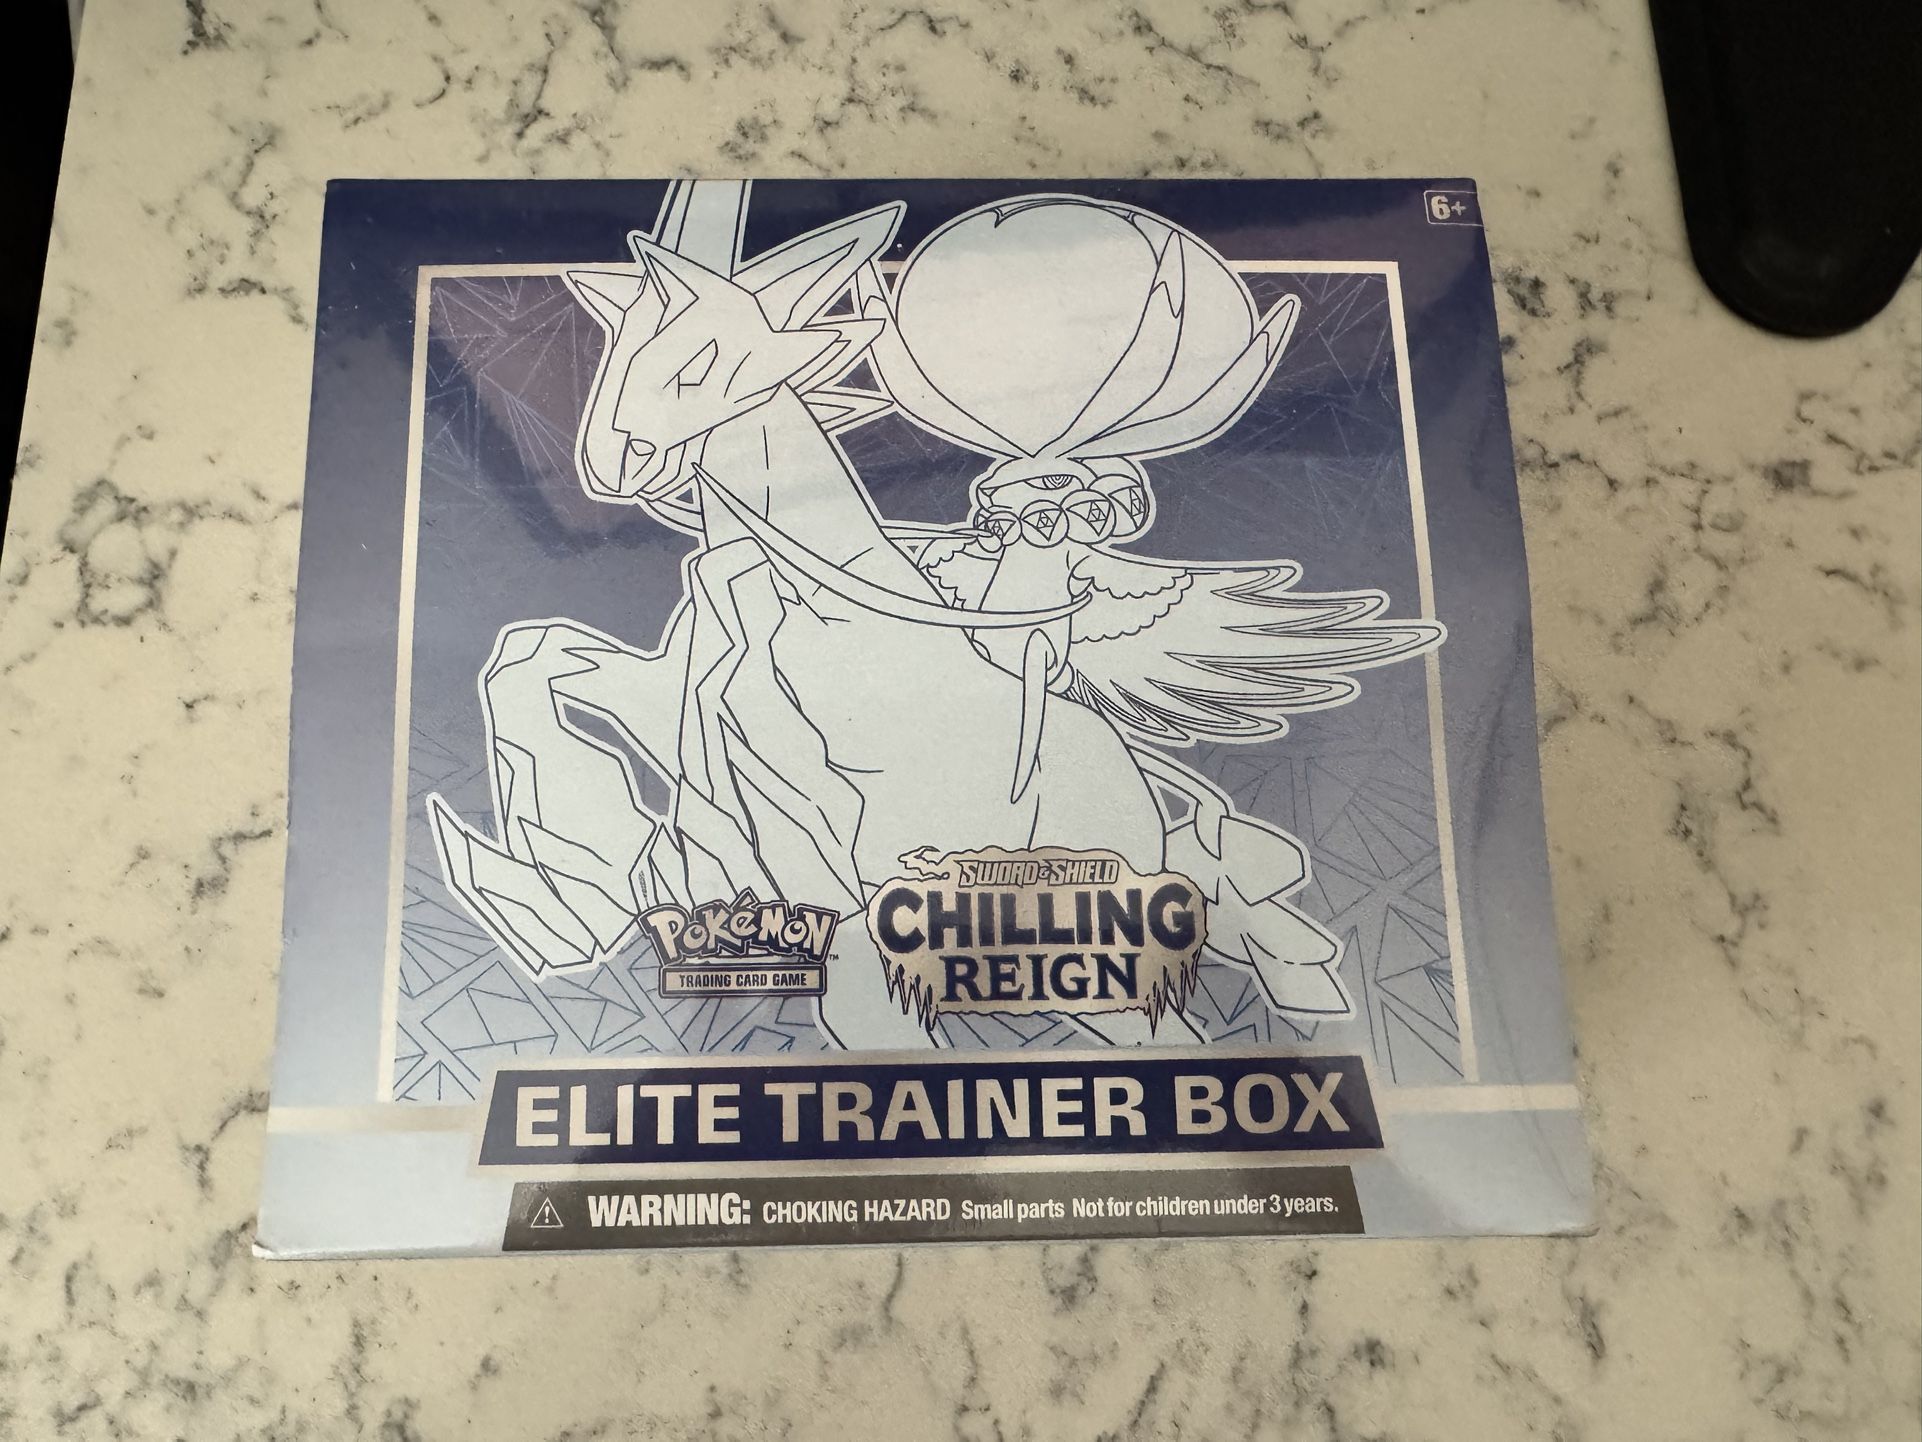 6+
SWORD & SHIELD
CHILLING
REIGN
POKéMON™
TRADING CARD GAME
ELITE TRAINER BOX
WARNING: CHOKING HAZARD Small parts Not for children under 3 years.